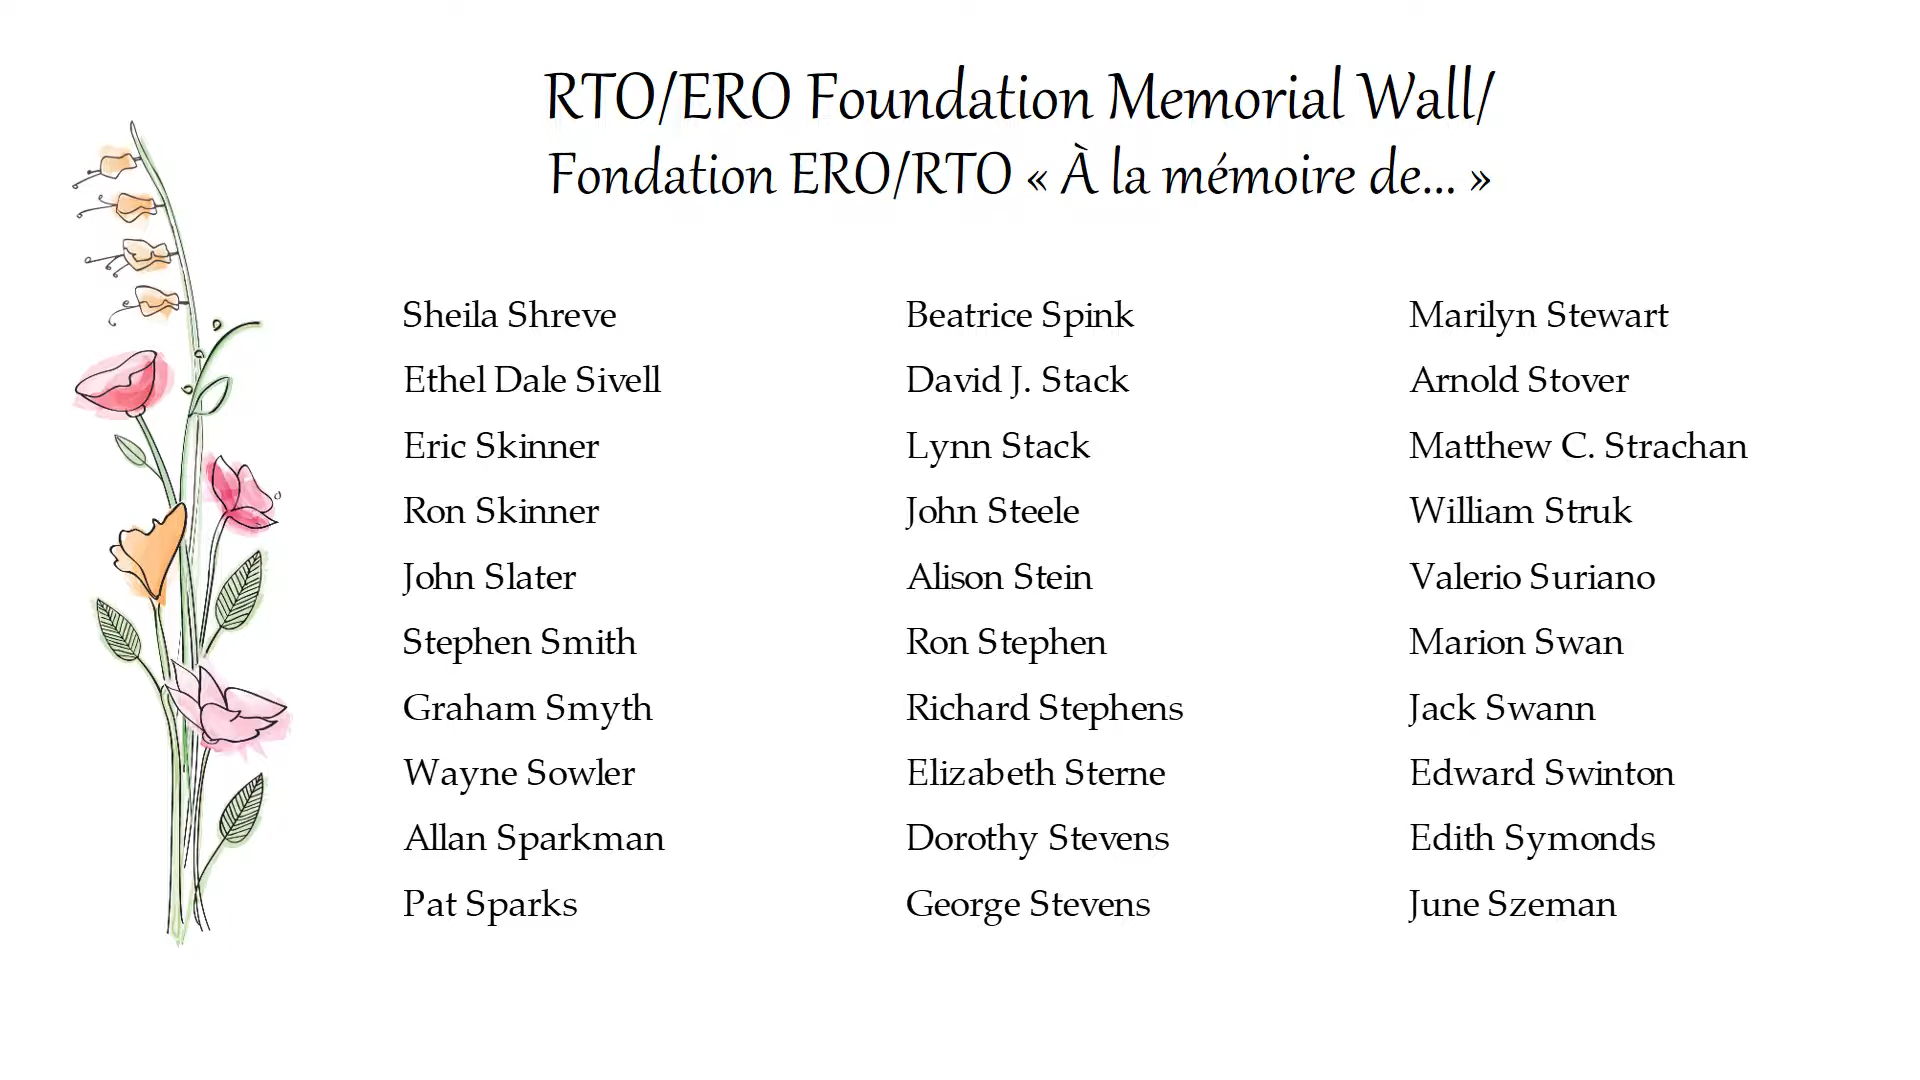 RTO/ERO Foundation Memorial Wall/
Fondation ERO/RTO « À la mémoire de... »
Sheila Shreve
Ethel Dale Sivell
Eric Skinner
Ron Skinner
John Slater
Stephen Smith
Graham Smyth
Wayne Sowler
Allan Sparkman
Pat Sparks
Beatrice Spink
David J. Stack
Lynn Stack
John Steele
Alison Stein
Ron Stephen
Richard Stephens
Elizabeth Sterne
Dorothy Stevens
George Stevens
Marilyn Stewart
Arnold Stover
Matthew C. Strachan
William Struk
Valerio Suriano
Marion Swan
Jack Swann
Edward Swinton
Edith Symonds
June Szeman